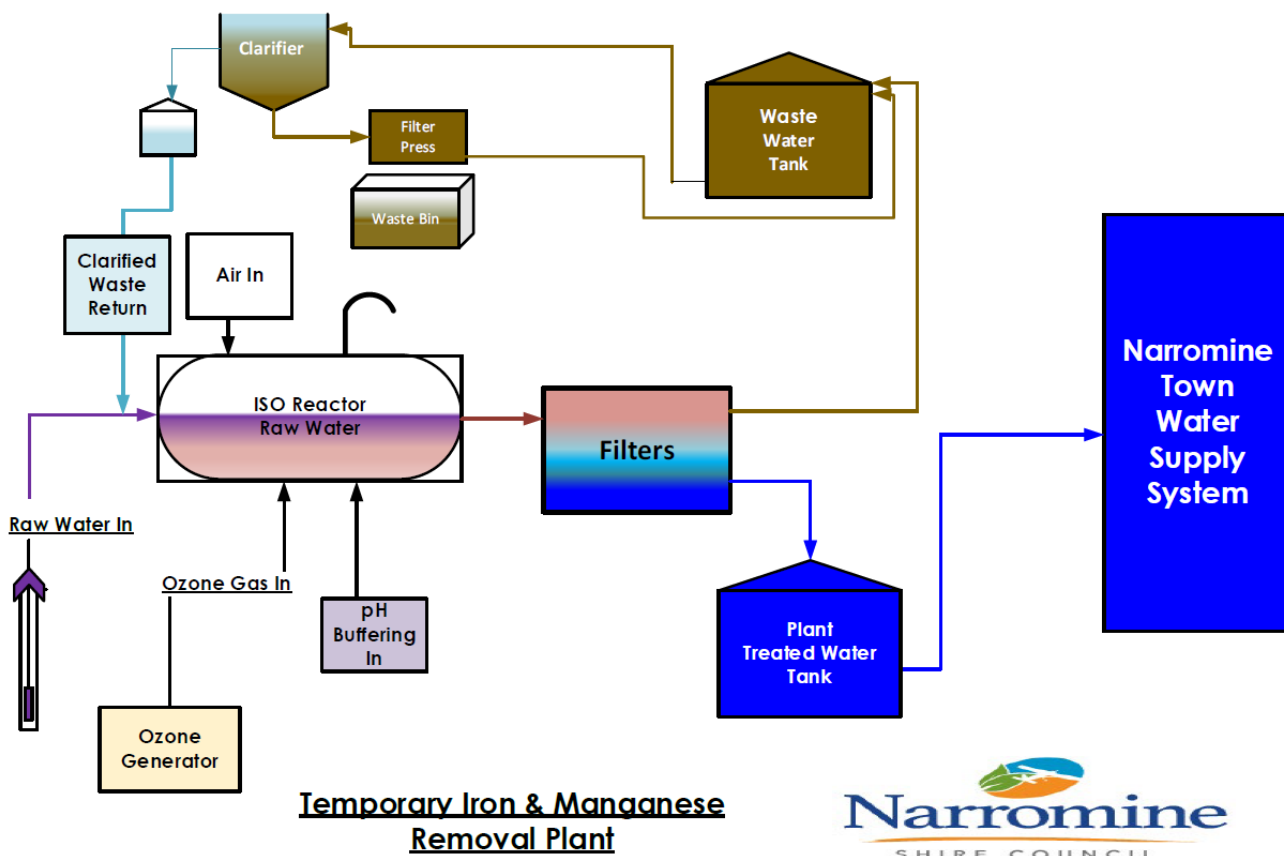 Clarifier
Filter
Press
Waste Bin
Waste
Water
Tank
Clarified
Waste
Return
Air In
ISO Reactor
Raw Water
Filters
Narromine
Town
Water
Supply
System
Raw Water In
Ozone Gas In
pH
Buffering
In
Plant
Treated Water
Tank
Ozone
Generator
Temporary Iron & Manganese
Removal Plant
Narromine
SHIRE COUNCIL